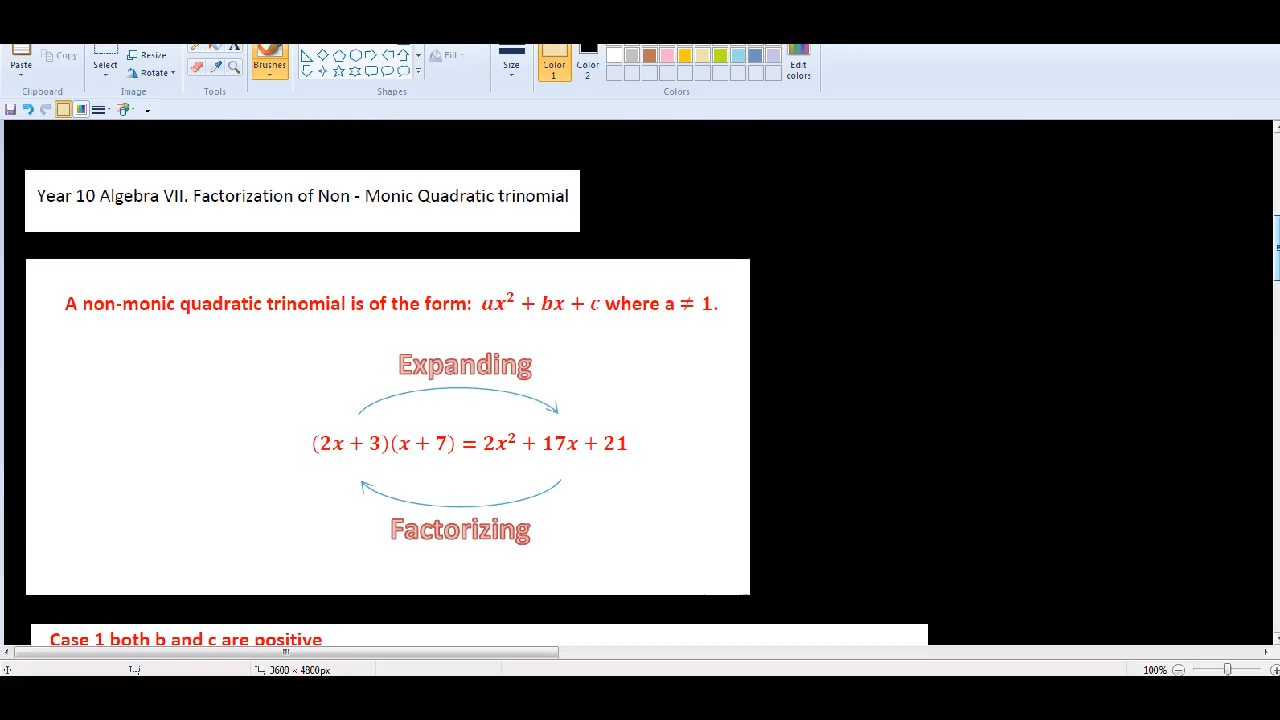 Paste
Copy
Select
Resize
Rotate
Brushes
Fill
Size
Color 1
Color 2
Edit colors
Clipboard
Image
Tools
Shapes
Colors
Year 10 Algebra VII. Factorization of Non - Monic Quadratic trinomial
A non-monic quadratic trinomial is of the form: ax² + bx + c where a ≠ 1.
Expanding
(2x + 3)(x + 7) = 2x² + 17x + 21
Factorizing
Case 1 both b and c are positive
3600 × 4800px
100%